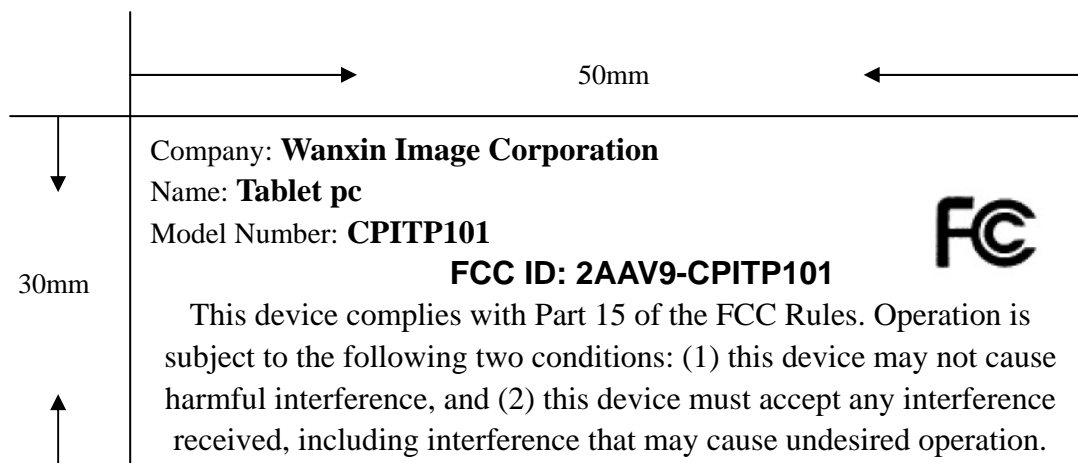 50mm
Company: Wanxin Image Corporation
Name: Tablet pc
Model Number: CPITP101
FC
FCC ID: 2AAV9-CPITP101
30mm
This device complies with Part 15 of the FCC Rules. Operation is
subject to the following two conditions: (1) this device may not cause
harmful interference, and (2) this device must accept any interference
received, including interference that may cause undesired operation.